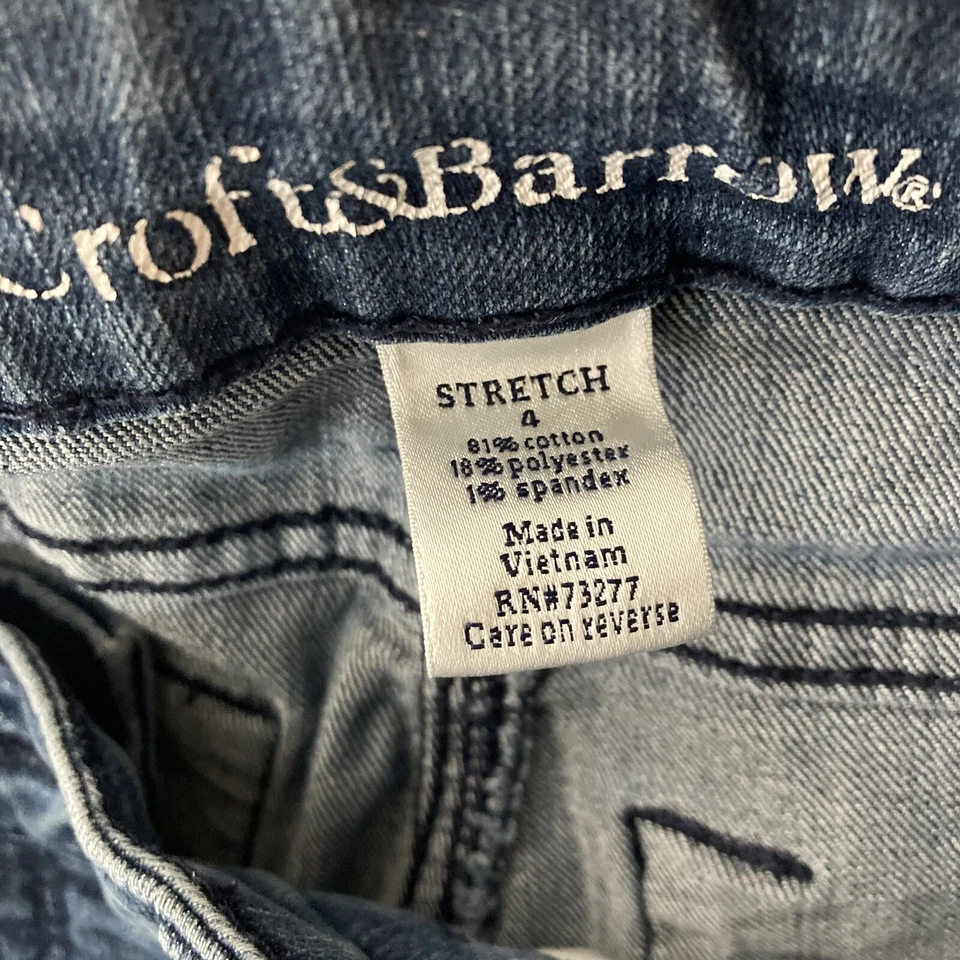 Croft&Barrow®
STRETCH
4
81% cotton
18% polyester
1% spandex
Made in
Vietnam
RN#73277
Care on reverse